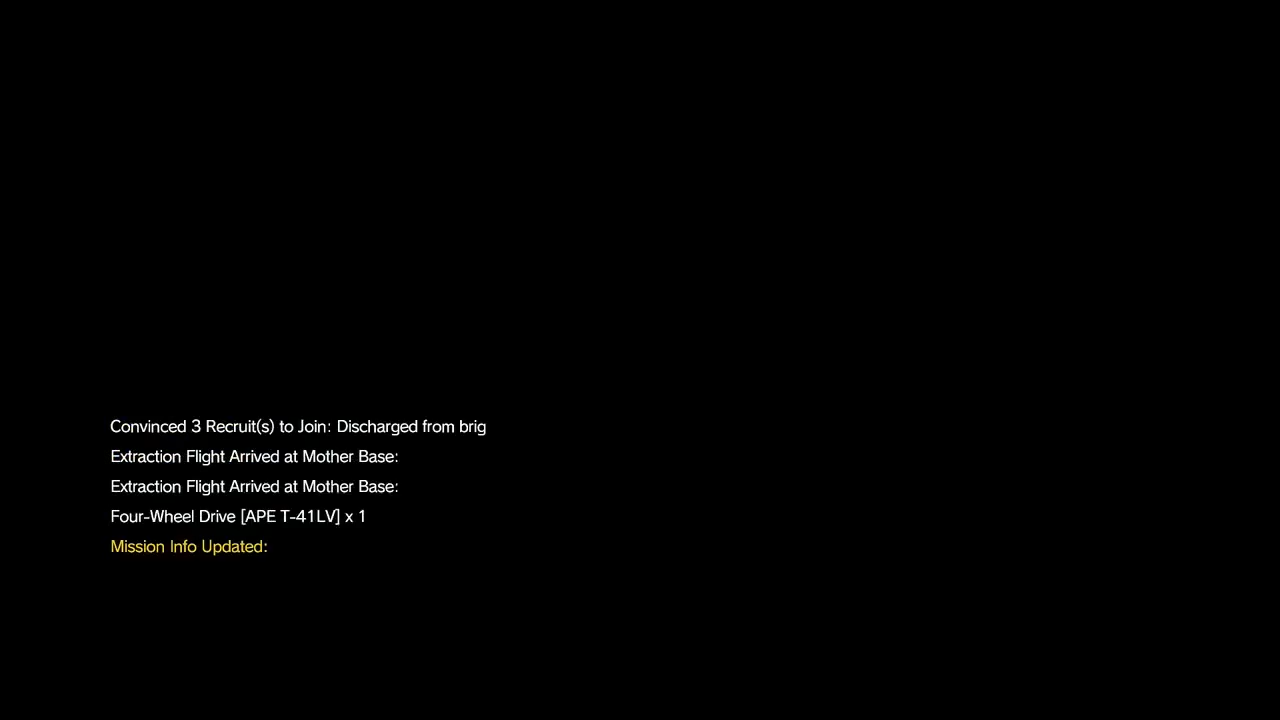 Convinced 3 Recruit(s) to Join: Discharged from brig
Extraction Flight Arrived at Mother Base:
Extraction Flight Arrived at Mother Base:
Four-Wheel Drive [APE T-41LV] x 1
Mission Info Updated: